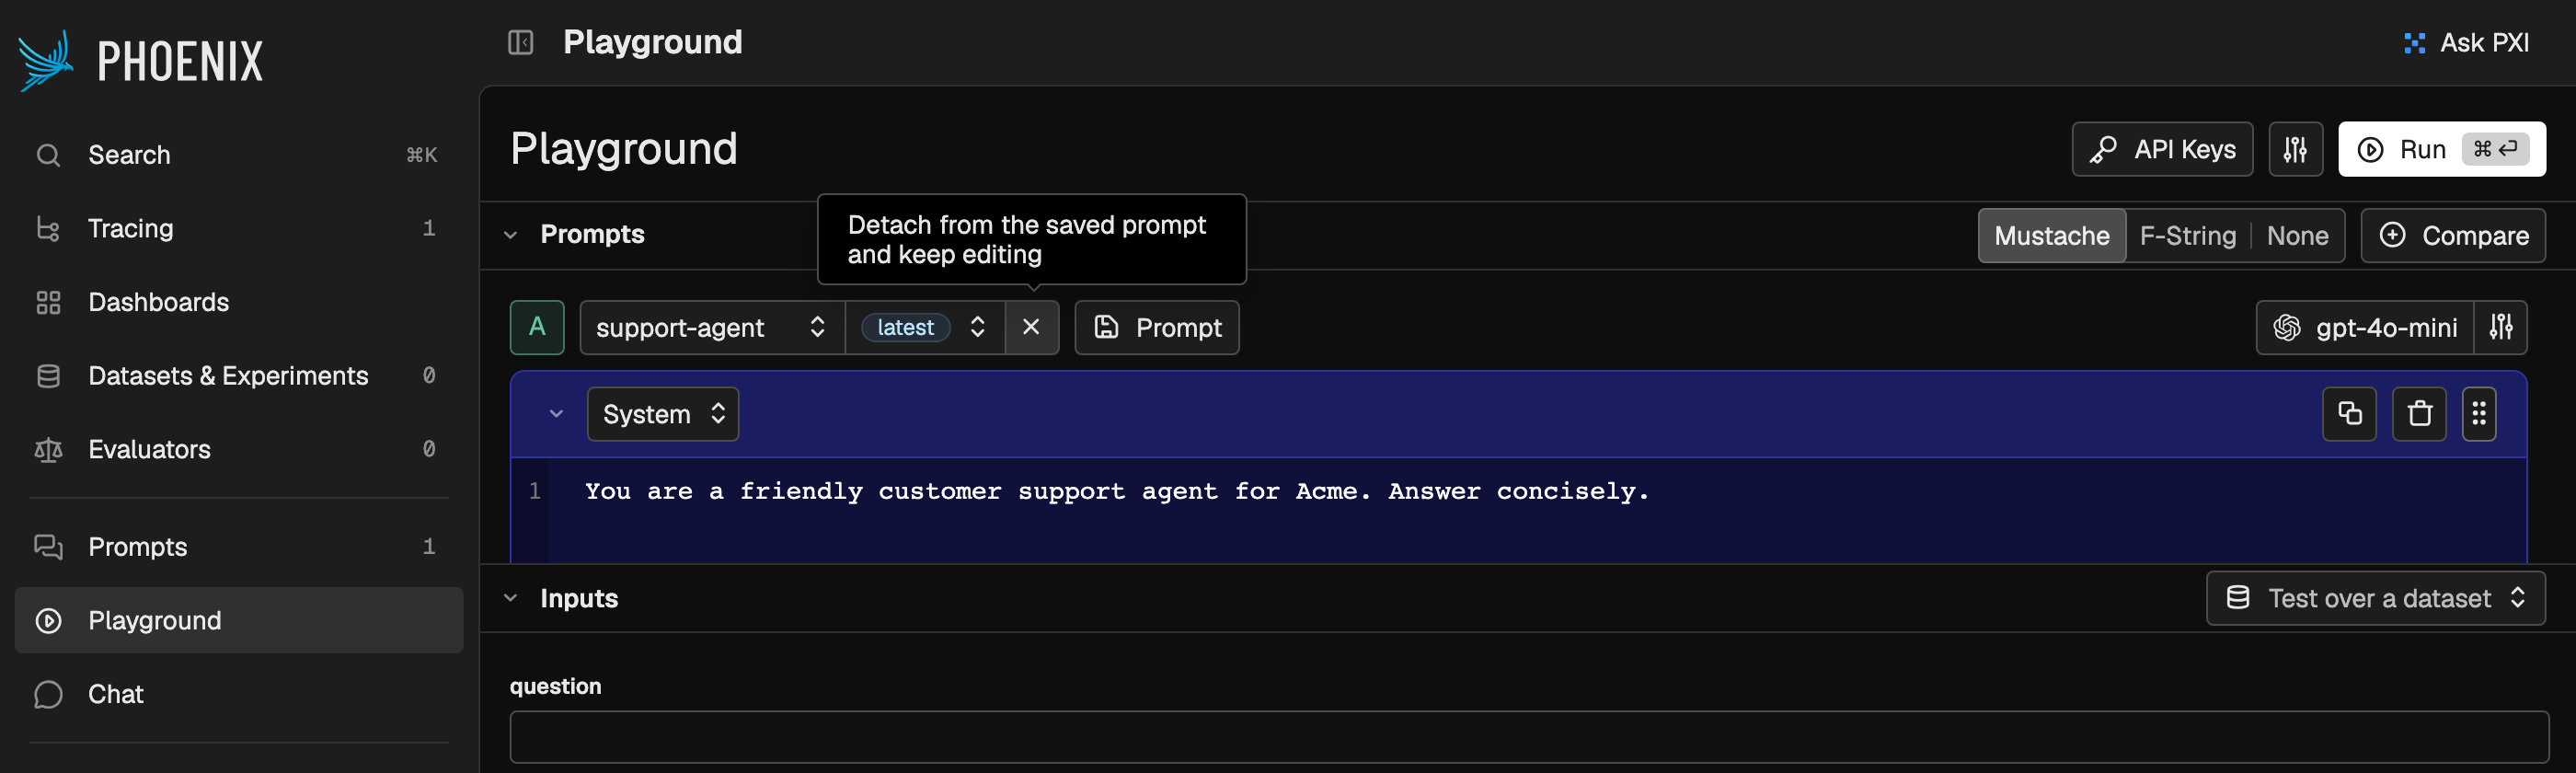 PHOENIX
Playground
Ask PXI
Search ⌘K
Tracing 1
Dashboards
Datasets & Experiments 0
Evaluators 0
Prompts 1
Playground
Chat
Playground
API Keys
Run ⌘ ↵
Prompts
Detach from the saved prompt
and keep editing
Mustache F-String None
Compare
A support-agent latest Prompt
gpt-4o-mini
System
1 You are a friendly customer support agent for Acme. Answer concisely.
Inputs
Test over a dataset
question